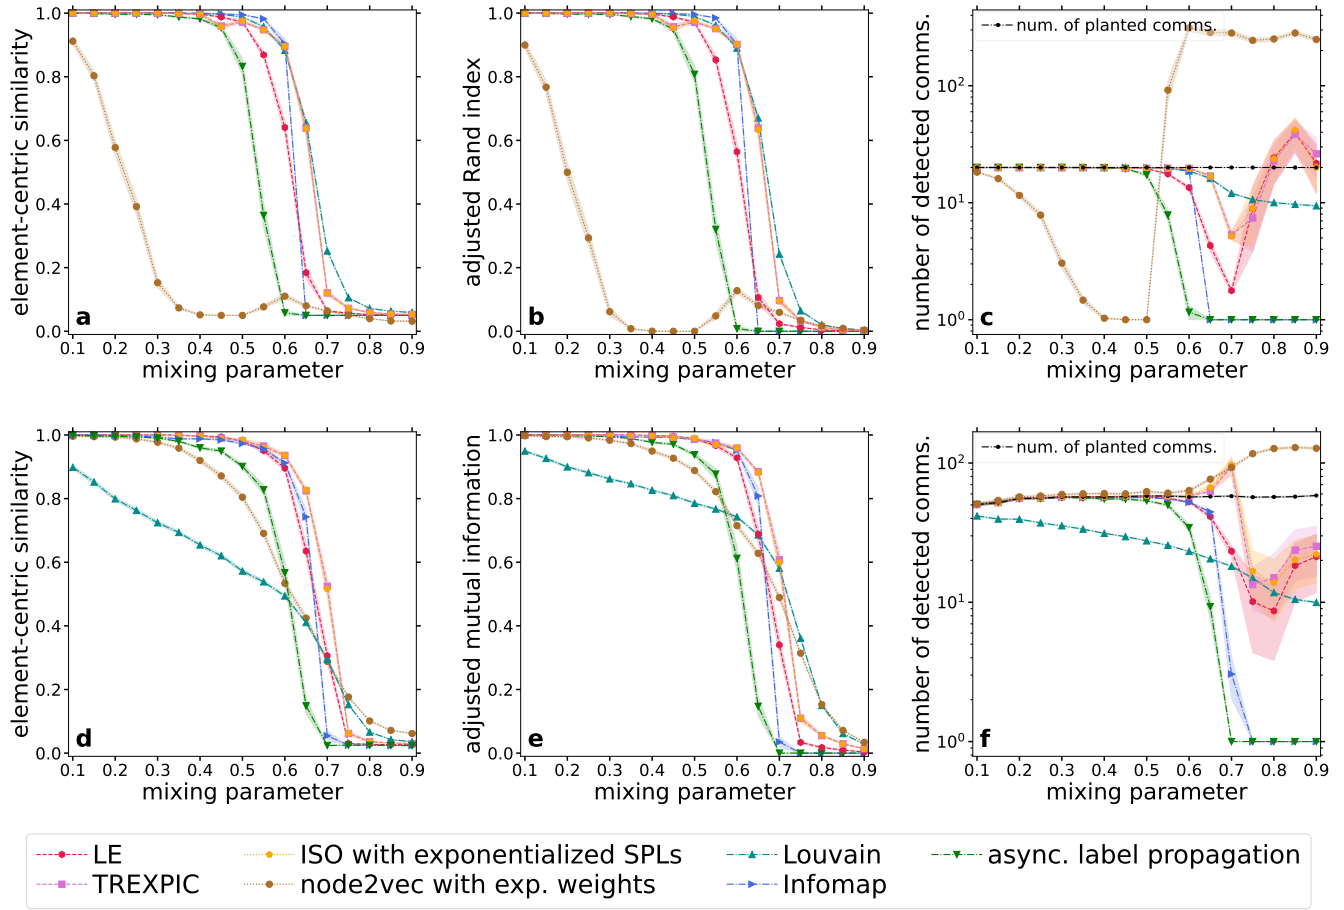 element-centric similarity
1.0
0.8
0.6
0.4
0.2
0.0
a
0.1 0.2 0.3 0.4 0.5 0.6 0.7 0.8 0.9
mixing parameter
adjusted Rand index
1.0
0.8
0.6
0.4
0.2
0.0
b
0.1 0.2 0.3 0.4 0.5 0.6 0.7 0.8 0.9
mixing parameter
number of detected comms.
num. of planted comms.
10²
10¹
10⁰
c
0.1 0.2 0.3 0.4 0.5 0.6 0.7 0.8 0.9
mixing parameter
element-centric similarity
1.0
0.8
0.6
0.4
0.2
0.0
d
0.1 0.2 0.3 0.4 0.5 0.6 0.7 0.8 0.9
mixing parameter
adjusted mutual information
1.0
0.8
0.6
0.4
0.2
0.0
e
0.1 0.2 0.3 0.4 0.5 0.6 0.7 0.8 0.9
mixing parameter
number of detected comms.
num. of planted comms.
10²
10¹
10⁰
f
0.1 0.2 0.3 0.4 0.5 0.6 0.7 0.8 0.9
mixing parameter
LE
TREXPIC
ISO with exponentialized SPLs
node2vec with exp. weights
Louvain
Infomap
async. label propagation